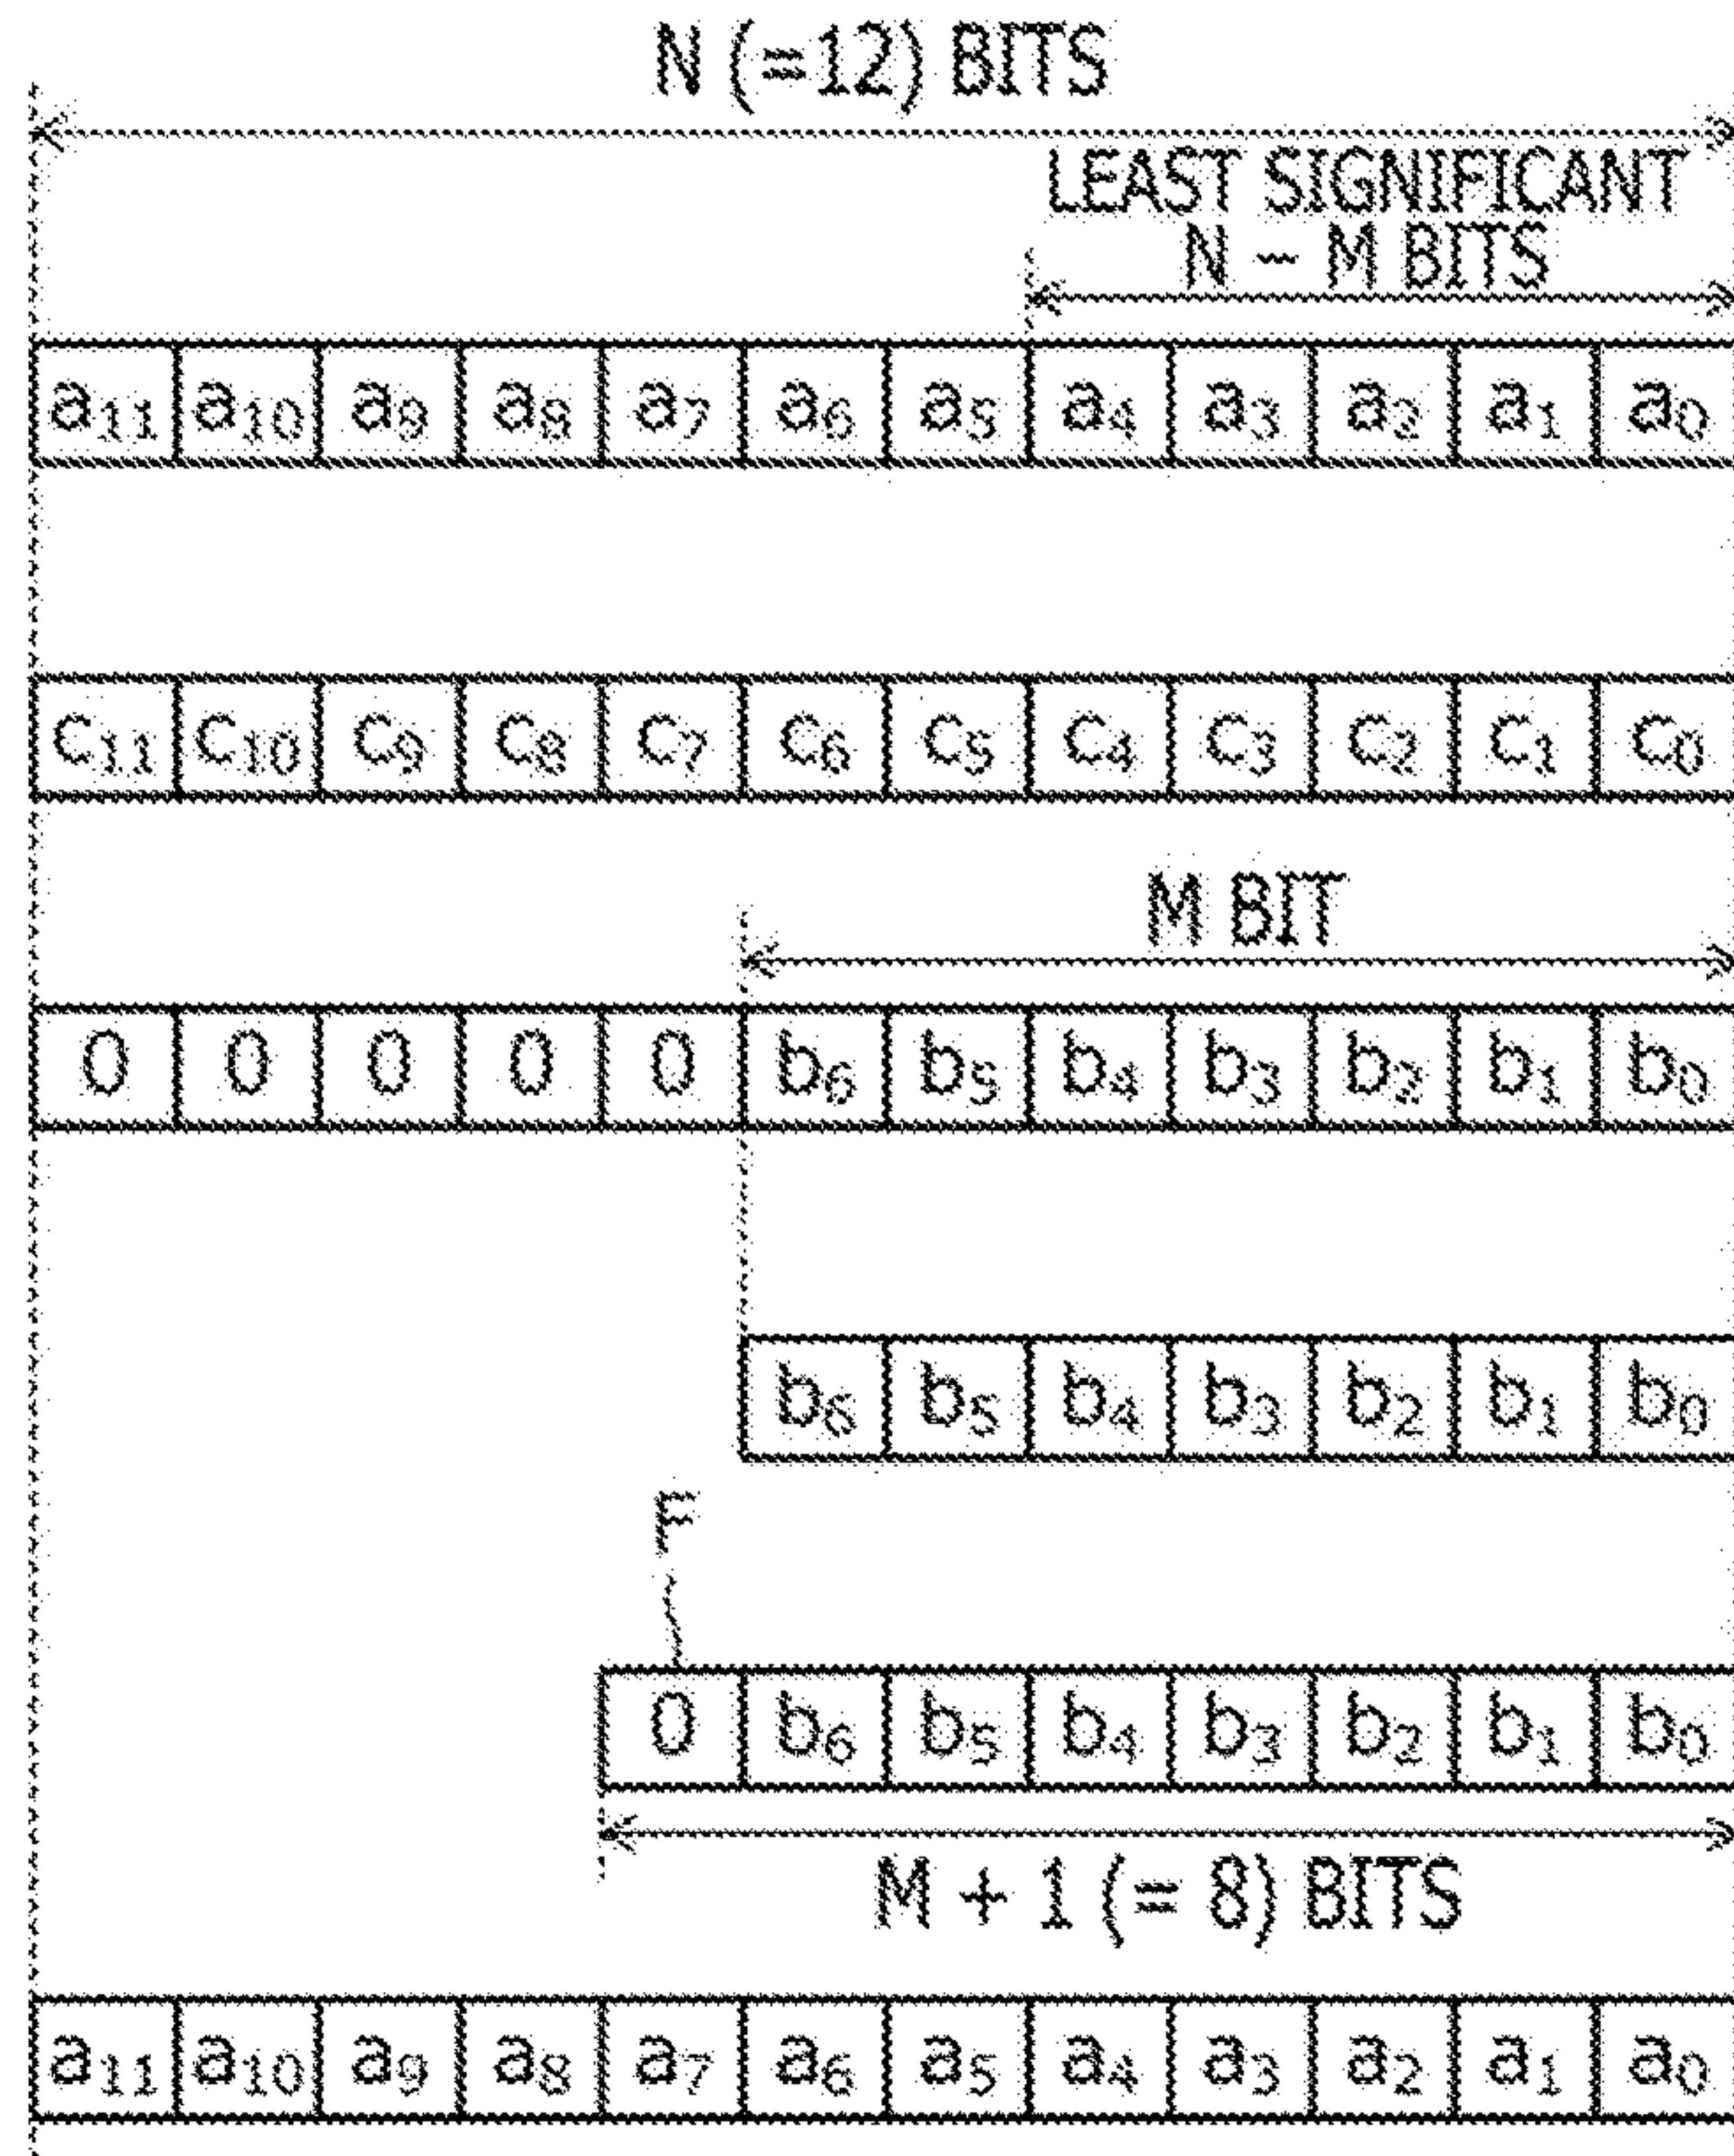 N (=12) BITS
LEAST SIGNIFICANT
N – M BITS
a₁₁ a₁₀ a₉ a₈ a₇ a₆ a₅ a₄ a₃ a₂ a₁ a₀
c₁₁ c₁₀ c₉ c₈ c₇ c₆ c₅ c₄ c₃ c₂ c₁ c₀
M BIT
0 0 0 0 0 b₆ b₅ b₄ b₃ b₂ b₁ b₀
b₆ b₅ b₄ b₃ b₂ b₁ b₀
F
0 b₆ b₅ b₄ b₃ b₂ b₁ b₀
M + 1 (= 8) BITS
a₁₁ a₁₀ a₉ a₈ a₇ a₆ a₅ a₄ a₃ a₂ a₁ a₀